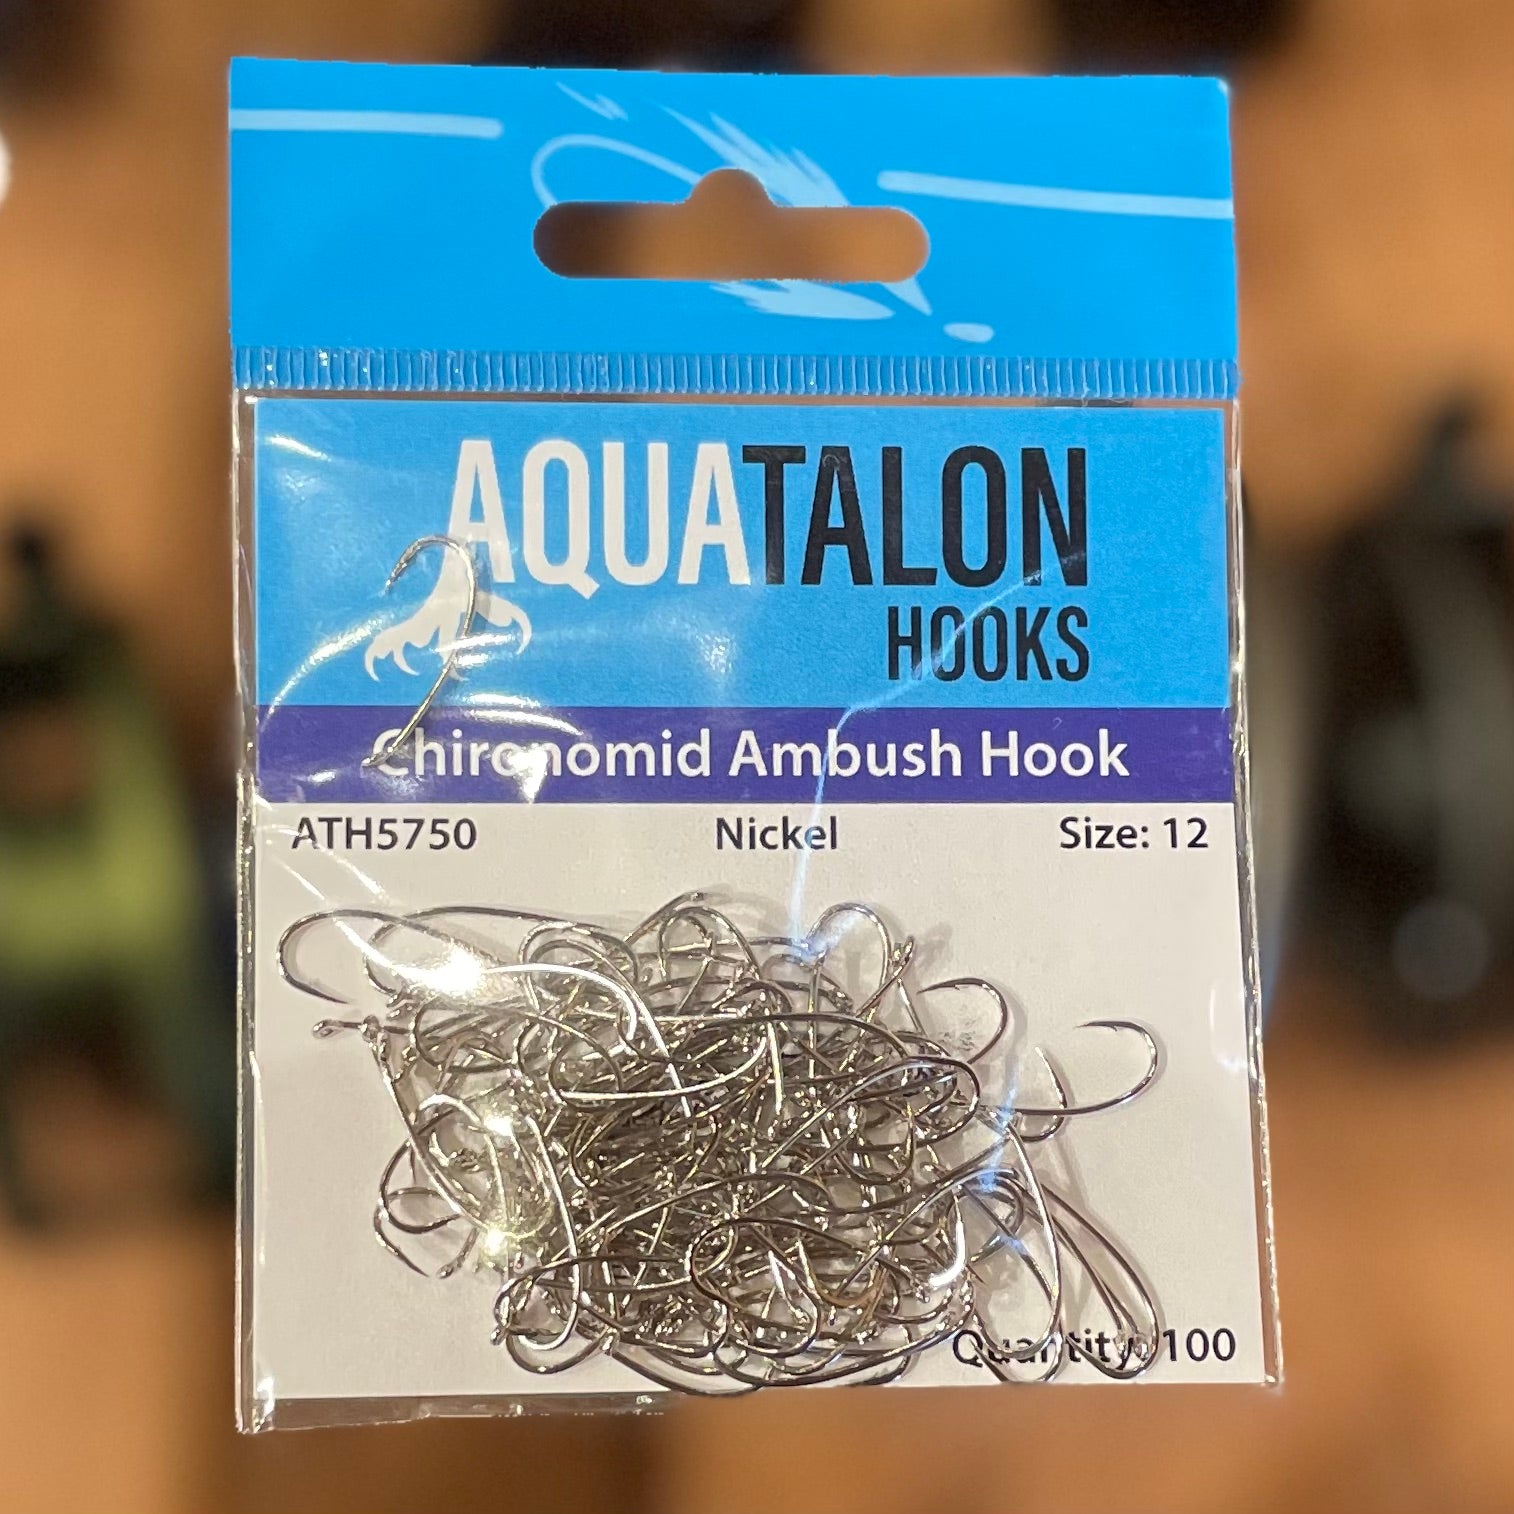 AQUATALON
HOOKS
Chironomid Ambush Hook
ATH5750 Nickel Size: 12
Quantity: 100